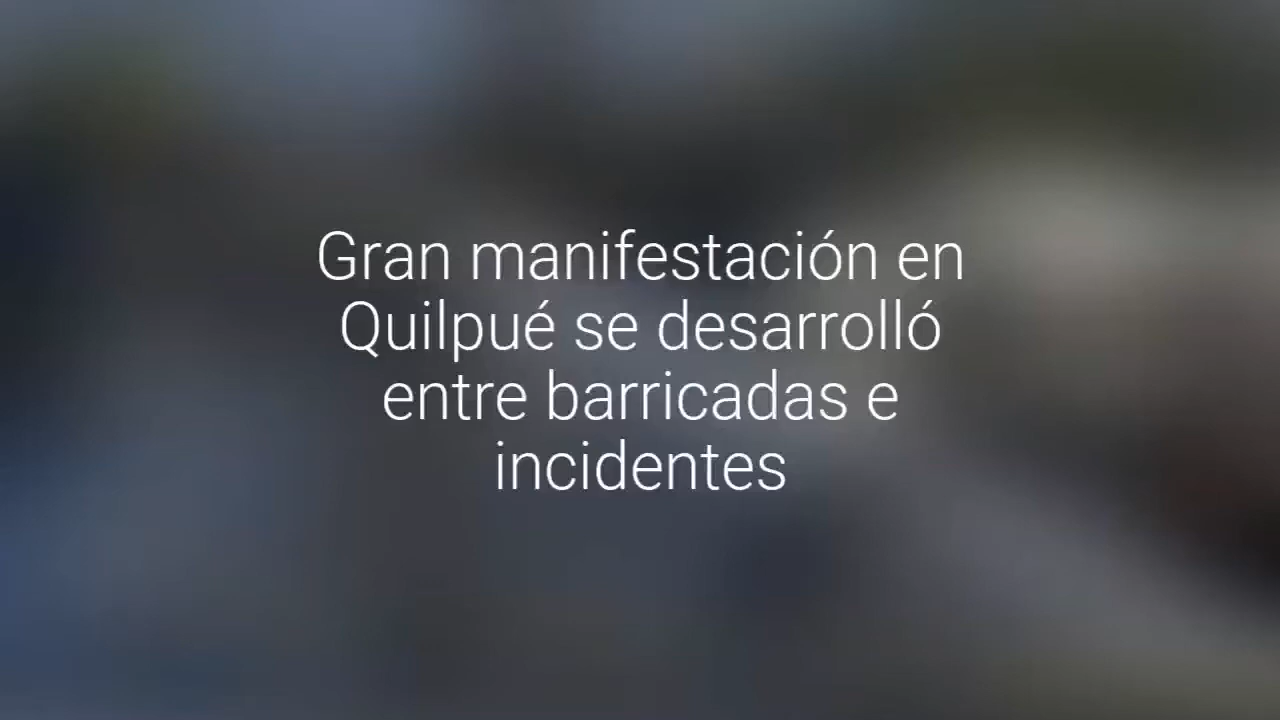 Gran manifestación en
Quilpué se desarrolló
entre barricadas e
incidentes